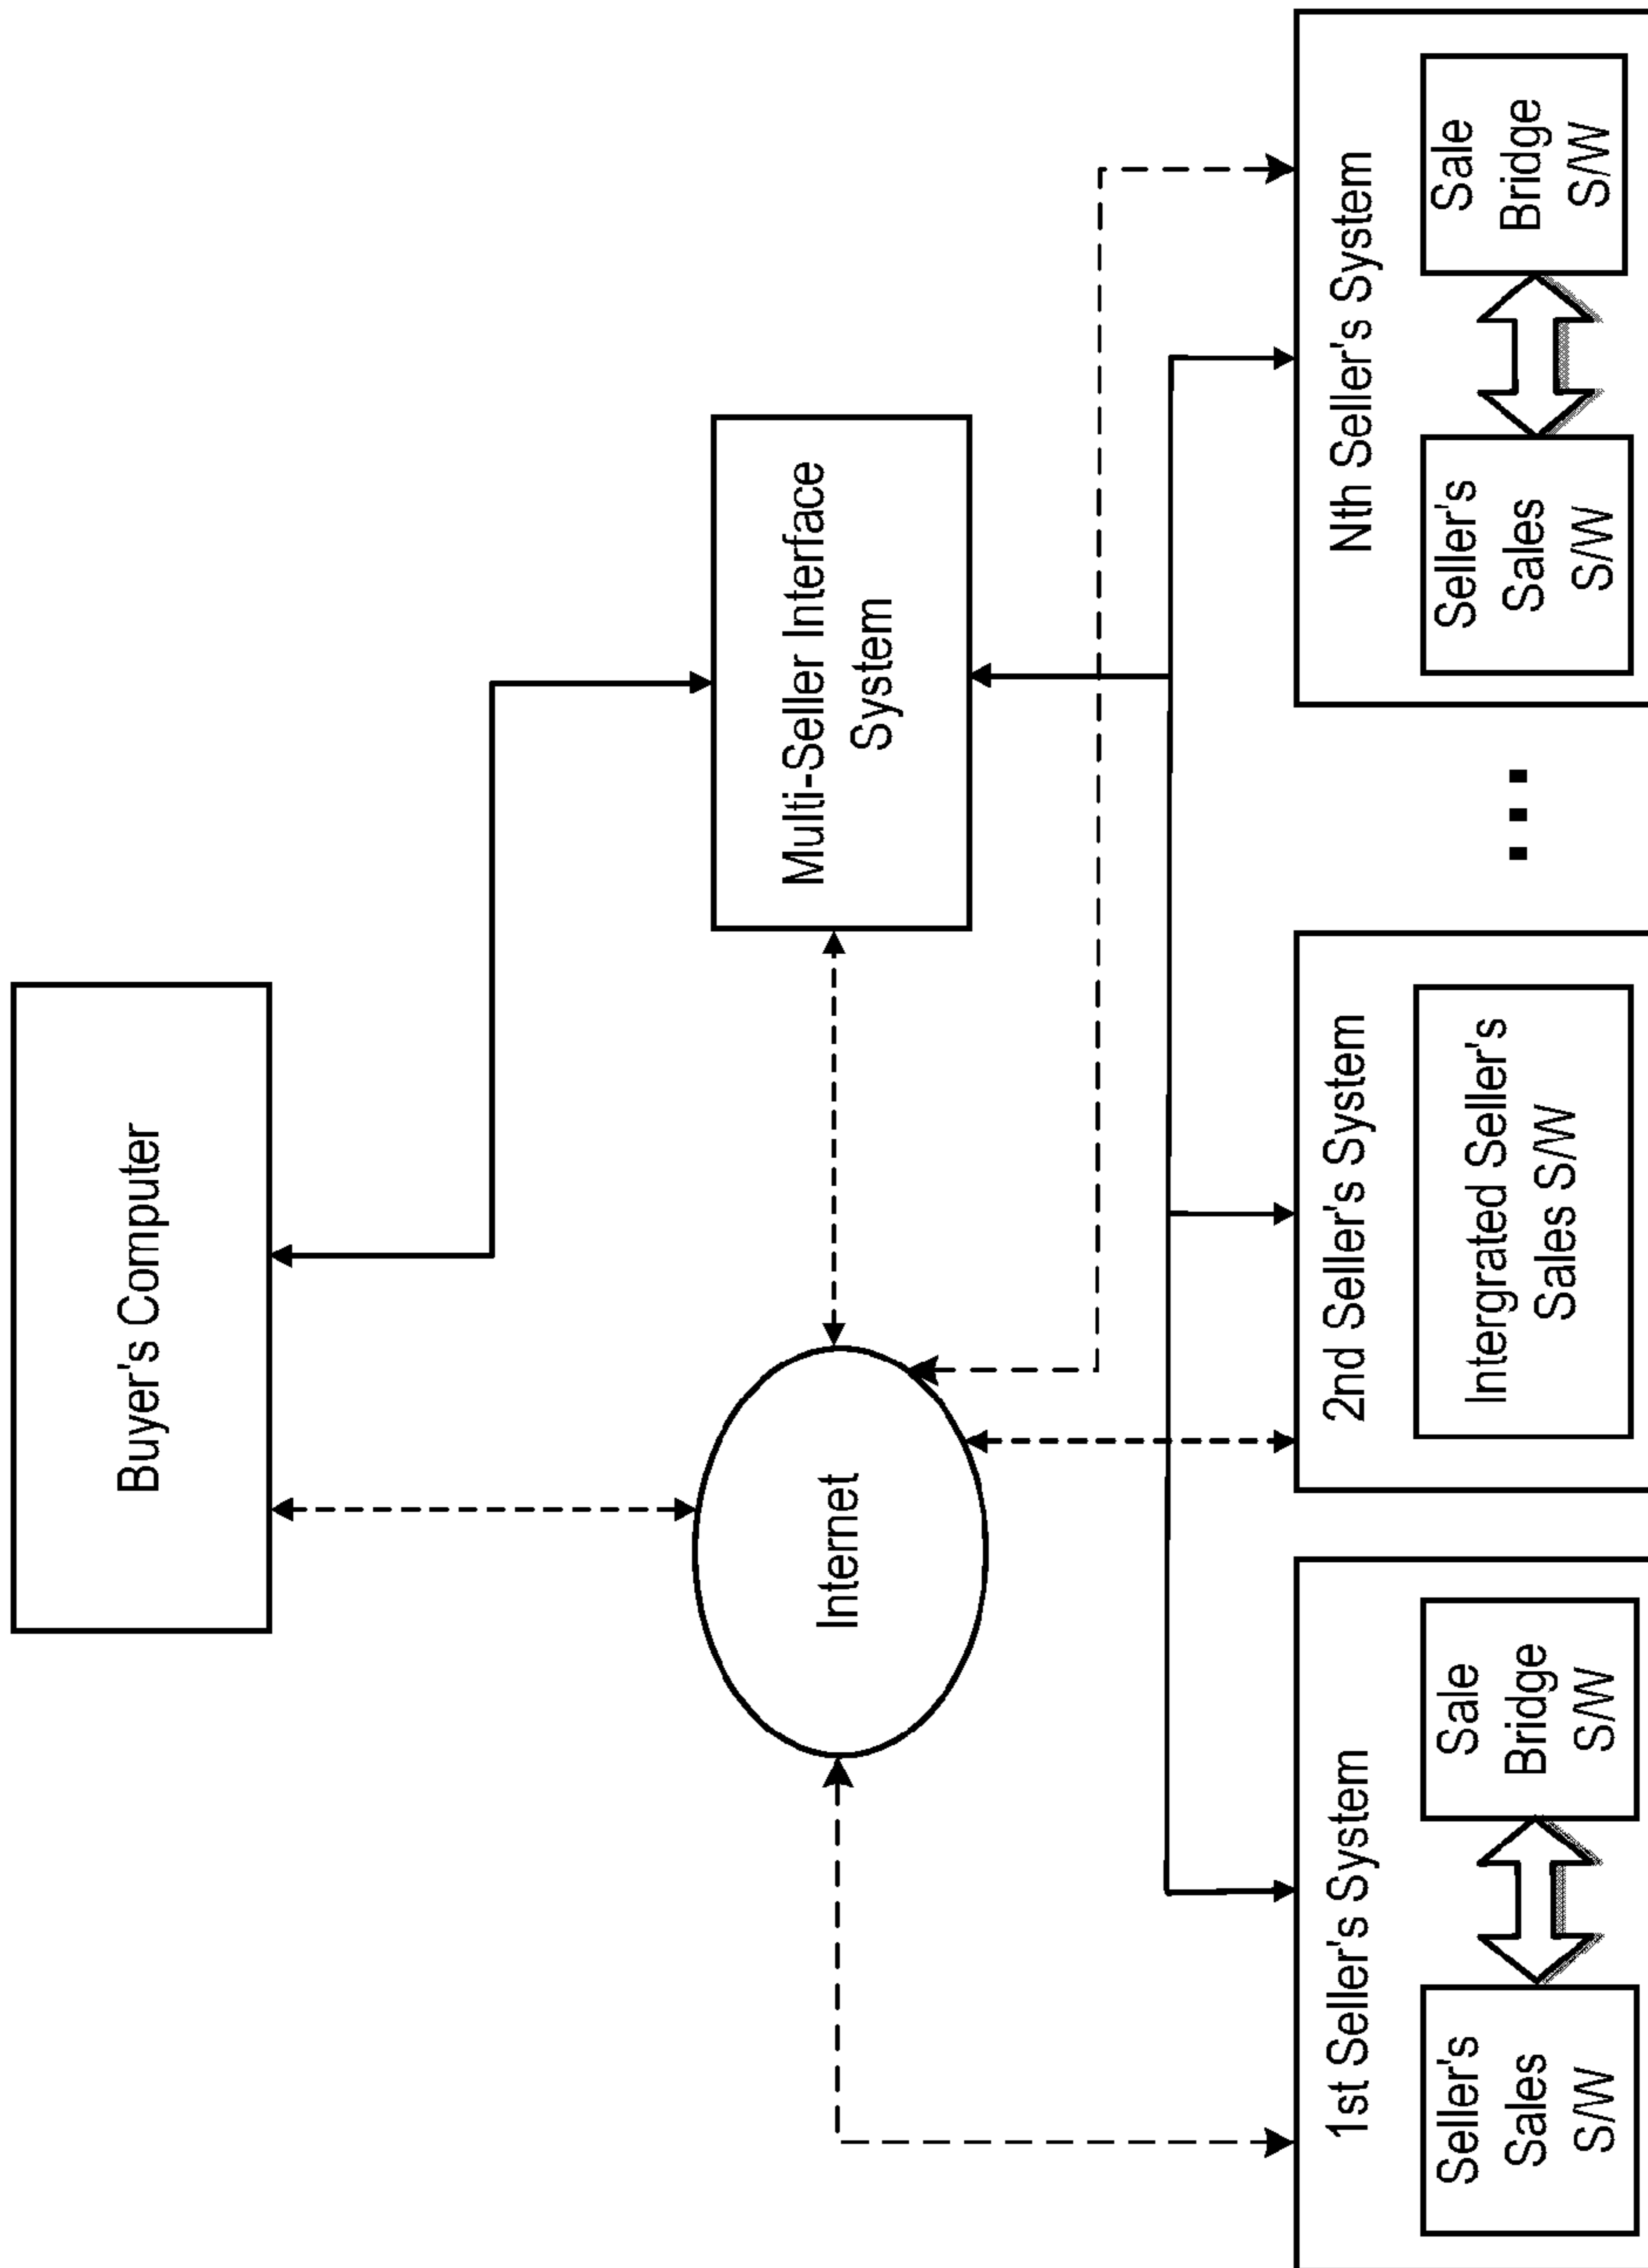 Buyer's Computer
Internet
Multi-Seller Interface
System
1st Seller's System
Seller's
Sales
S/W
Sale
Bridge
S/W
2nd Seller's System
Intergrated Seller's
Sales S/W
...
Nth Seller's System
Seller's
Sales
S/W
Sale
Bridge
S/W